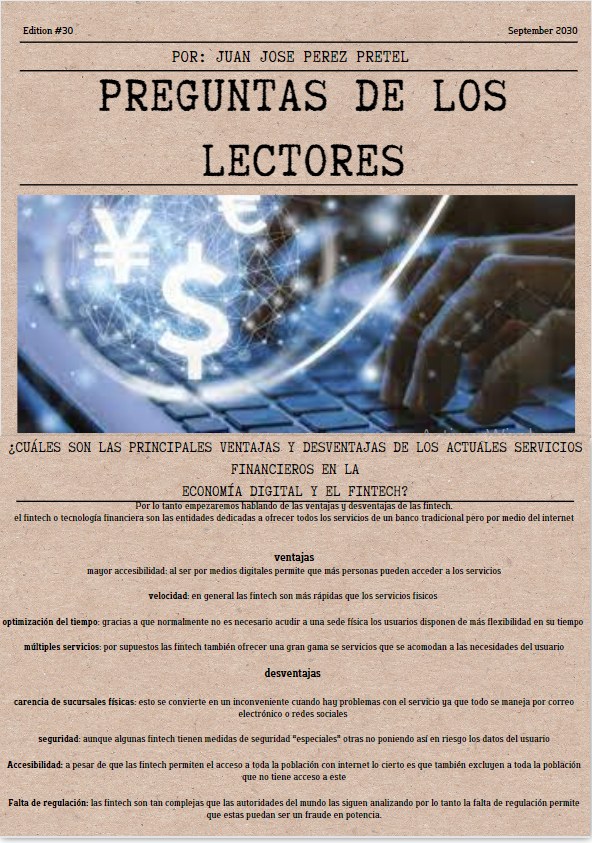 Edition #30
September 2030
POR: JUAN JOSE PEREZ PRETEL
PREGUNTAS DE LOS
LECTORES
¥
€
$
¿CUÁLES SON LAS PRINCIPALES VENTAJAS Y DESVENTAJAS DE LOS ACTUALES SERVICIOS
FINANCIEROS EN LA
ECONOMÍA DIGITAL Y EL FINTECH?
Por lo tanto empezaremos hablando de las ventajas y desventajas de las fintech.
el fintech o tecnología financiera son las entidades dedicadas a ofrecer todos los servicios de un banco tradicional pero por medio del internet
ventajas
mayor accesibilidad: al ser por medios digitales permite que más personas pueden acceder a los servicios
velocidad: en general las fintech son más rápidas que los servicios físicos
optimización del tiempo: gracias a que normalmente no es necesario acudir a una sede física los usuarios disponen de más flexibilidad en su tiempo
múltiples servicios: por supuestos las fintech también ofrecer una gran gama se servicios que se acomodan a las necesidades del usuario
desventajas
carencia de sucursales físicas: esto se convierte en un inconveniente cuando hay problemas con el servicio ya que todo se maneja por correo
electrónico o redes sociales
seguridad: aunque algunas fintech tienen medidas de seguridad "especiales" otras no poniendo así en riesgo los datos del usuario
Accesibilidad: a pesar de que las fintech permiten el acceso a toda la población con internet lo cierto es que también excluyen a toda la población
que no tiene acceso a este
Falta de regulación: las fintech son tan complejas que las autoridades del mundo las siguen analizando por lo tanto la falta de regulación permite
que estas puedan ser un fraude en potencia.